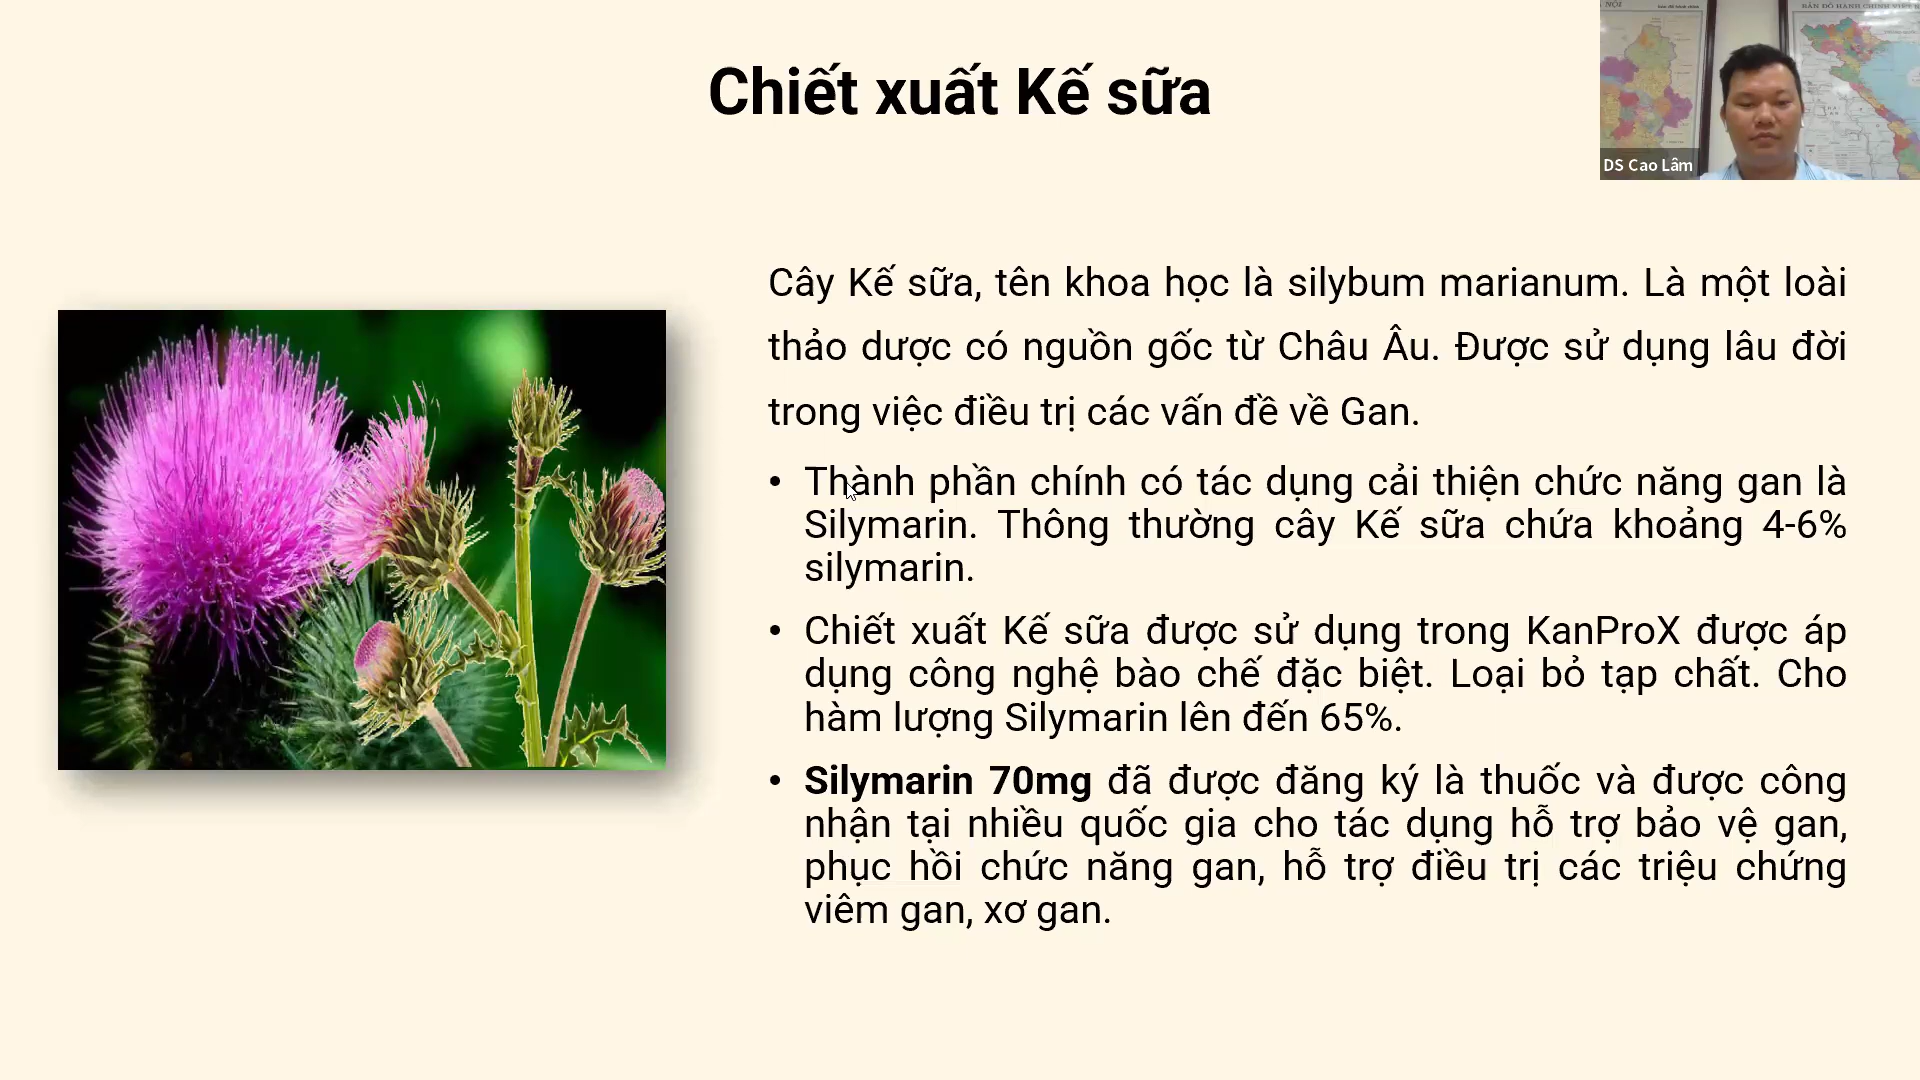 Chiết xuất Kế sữa
NỘI
BẢN ĐỒ HÀNH CHÍNH VIỆT
DS Cao Lâm
Cây Kế sữa, tên khoa học là silybum marianum. Là một loài
thảo dược có nguồn gốc từ Châu Âu. Được sử dụng lâu đời
trong việc điều trị các vấn đề về Gan.
• Thành phần chính có tác dụng cải thiện chức năng gan là
Silymarin. Thông thường cây Kế sữa chứa khoảng 4-6%
silymarin.
• Chiết xuất Kế sữa được sử dụng trong KanProX được áp
dụng công nghệ bào chế đặc biệt. Loại bỏ tạp chất. Cho
hàm lượng Silymarin lên đến 65%.
• Silymarin 70mg đã được đăng ký là thuốc và được công
nhận tại nhiều quốc gia cho tác dụng hỗ trợ bảo vệ gan,
phục hồi chức năng gan, hỗ trợ điều trị các triệu chứng
viêm gan, xơ gan.